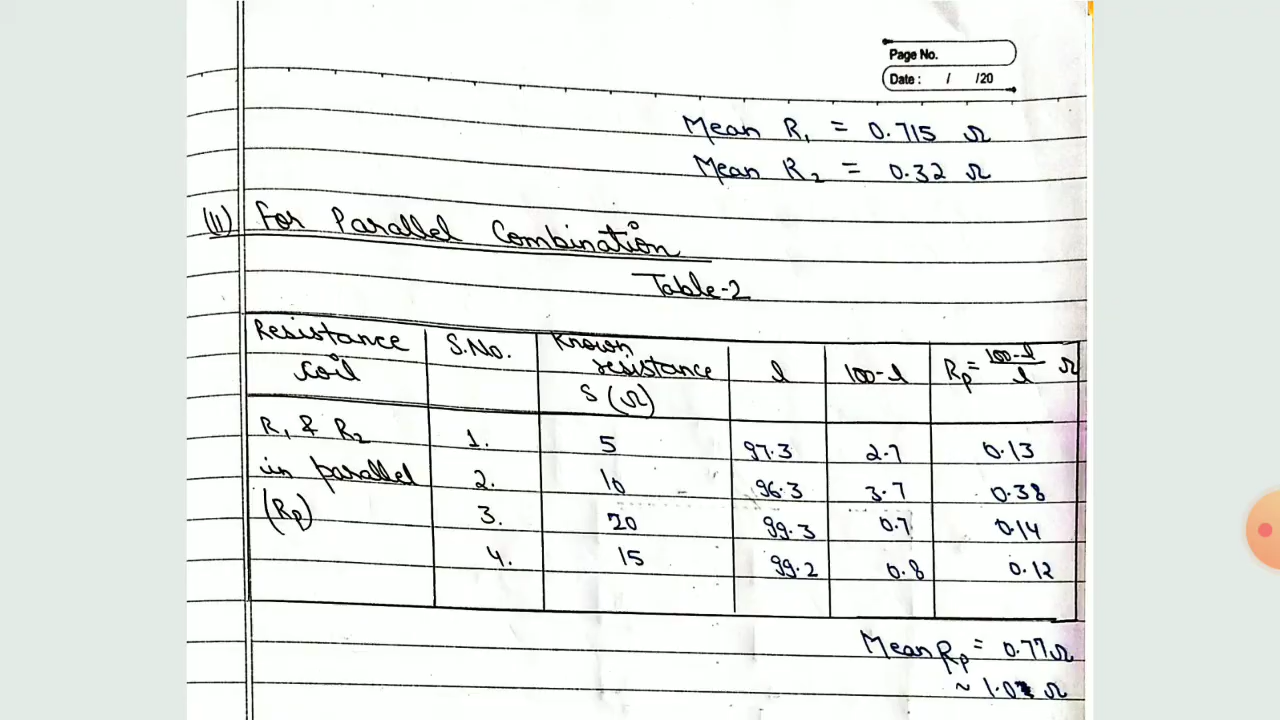 Page No.
Date : / /20
Mean R₁ = 0.715 Ω
Mean R₂ = 0.32 Ω
(ii) For Parallel Combination
Table-2
Resistance coil | S.No. | Known resistance S (Ω) | l | 100-l | Rp = 100-l/l Ω
R₁ & R₂ | 1. | 5 | 97.3 | 2.7 | 0.13
in parallel | 2. | 10 | 96.3 | 3.7 | 0.38
(Rp) | 3. | 20 | 99.3 | 0.7 | 0.14
4. | 15 | 99.2 | 0.8 | 0.12
Mean Rp = 0.77 Ω
~ Ω